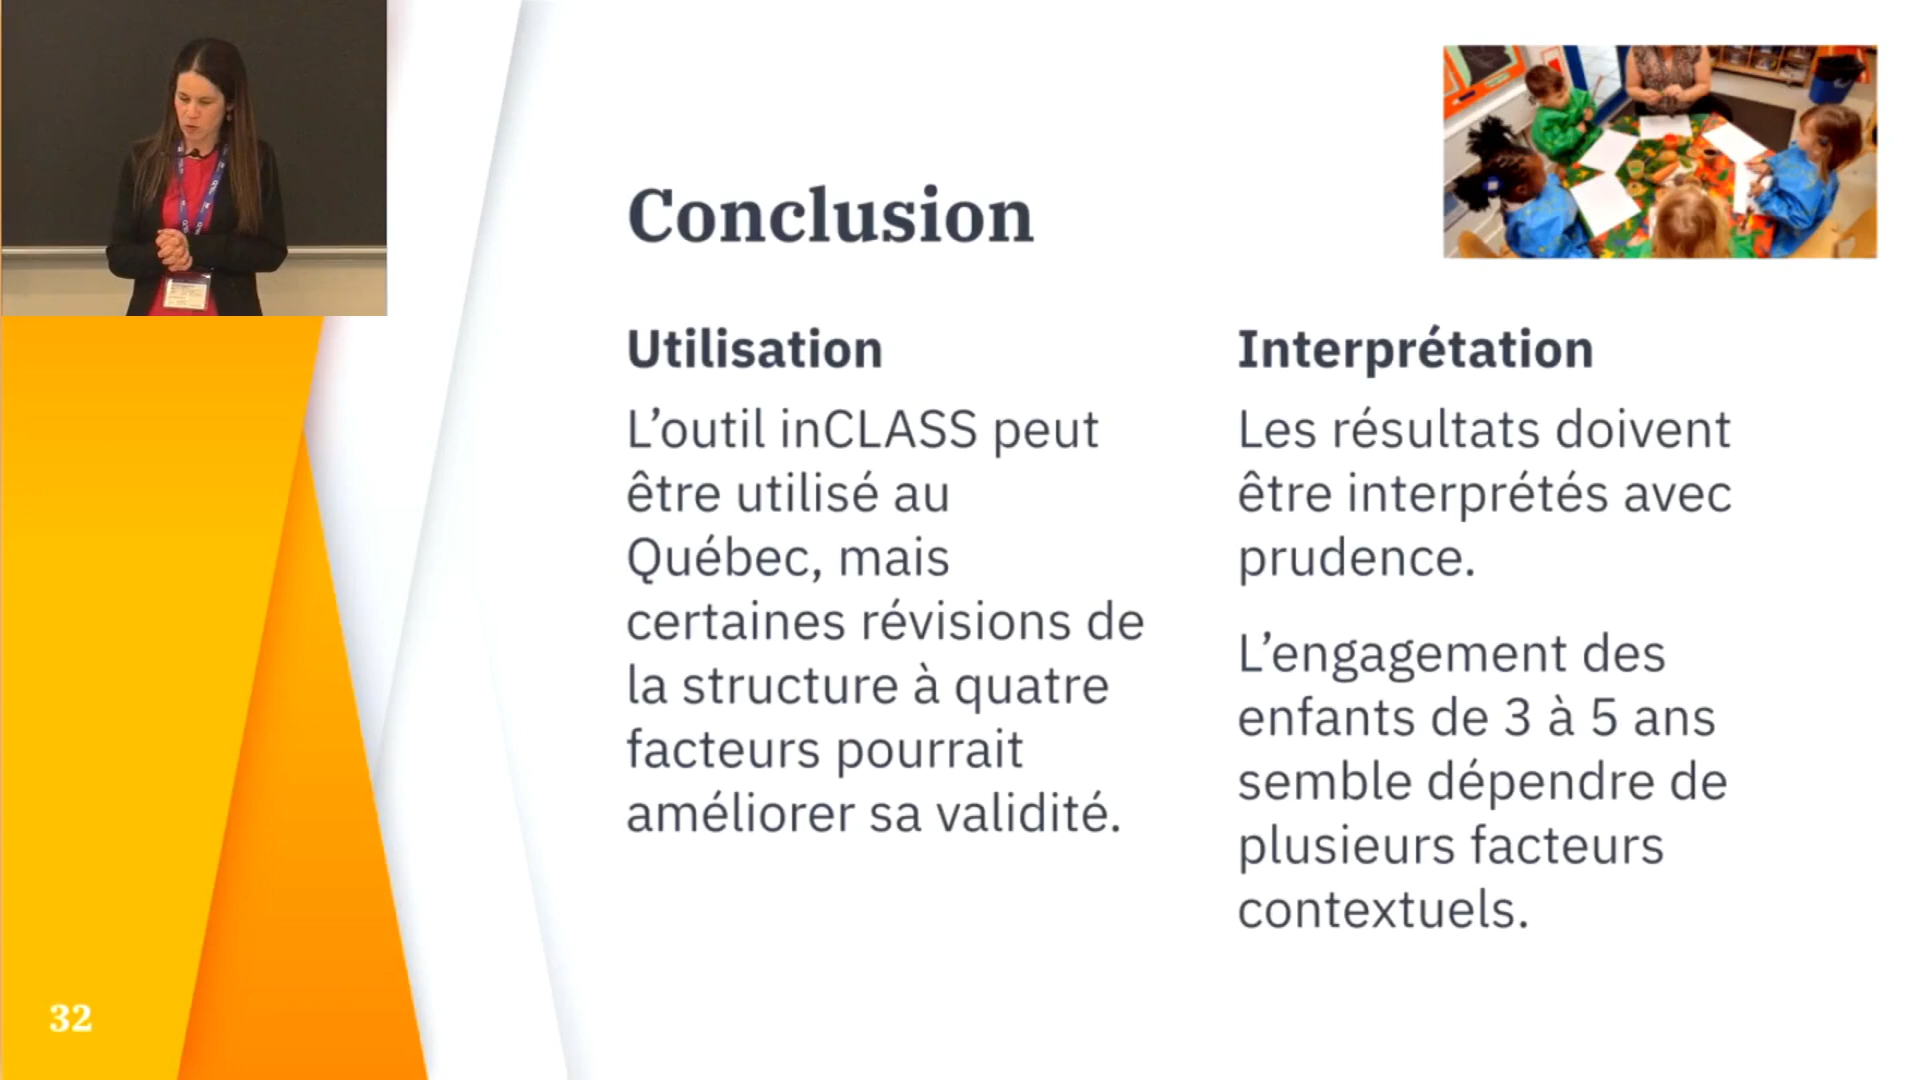 Conclusion
Utilisation
L’outil inCLASS peut
être utilisé au
Québec, mais
certaines révisions de
la structure à quatre
facteurs pourrait
améliorer sa validité.
Interprétation
Les résultats doivent
être interprétés avec
prudence.
L’engagement des
enfants de 3 à 5 ans
semble dépendre de
plusieurs facteurs
contextuels.
32